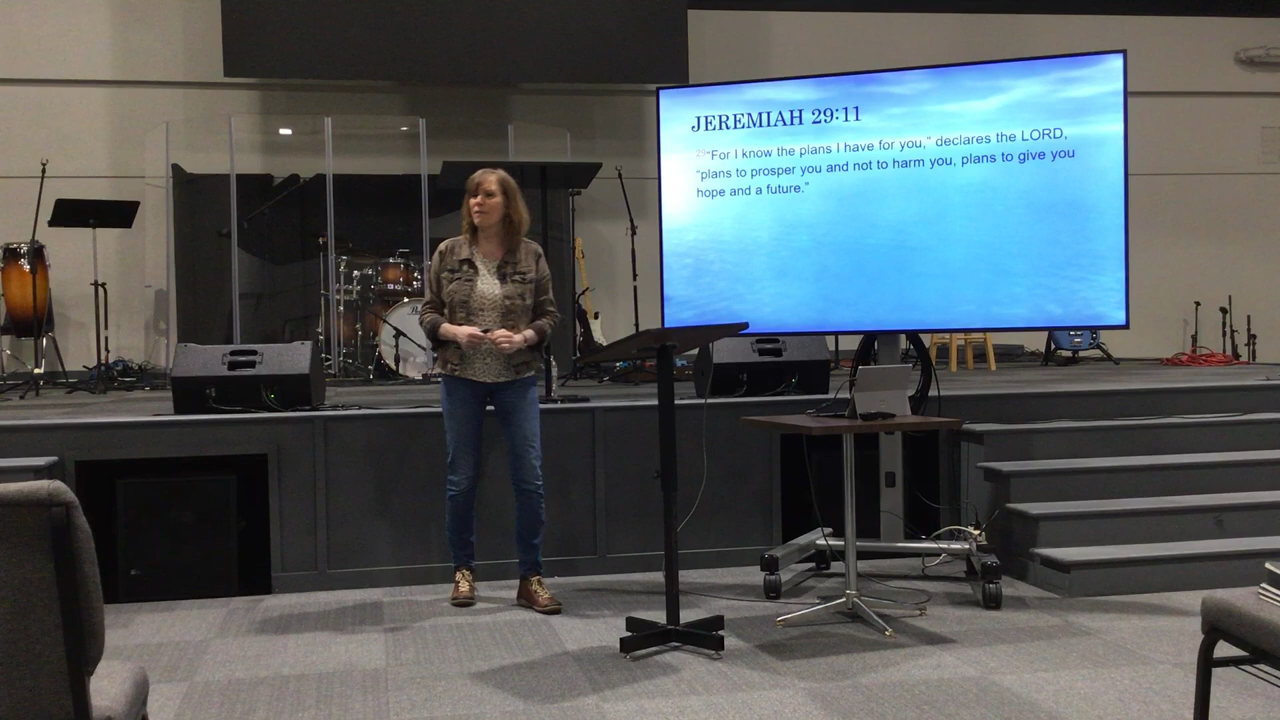 JEREMIAH 29:11
29"For I know the plans I have for you," declares the LORD,
"plans to prosper you and not to harm you, plans to give you
hope and a future."